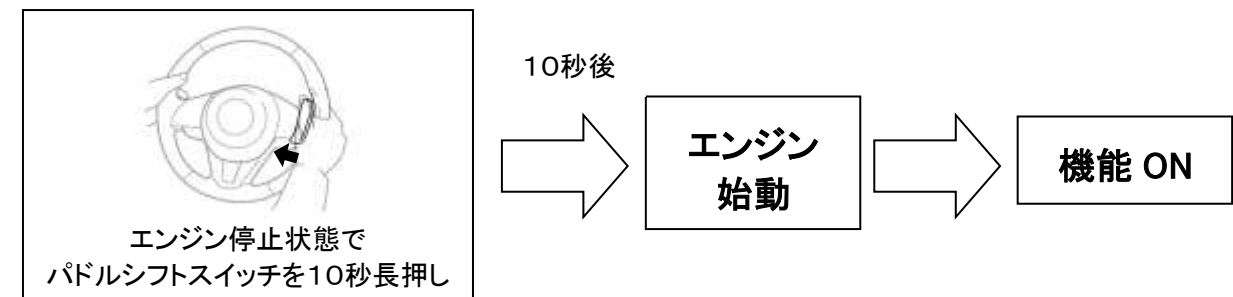 エンジン停止状態で
パドルシフトスイッチを10秒長押し
10秒後
エンジン
始動
機能 ON